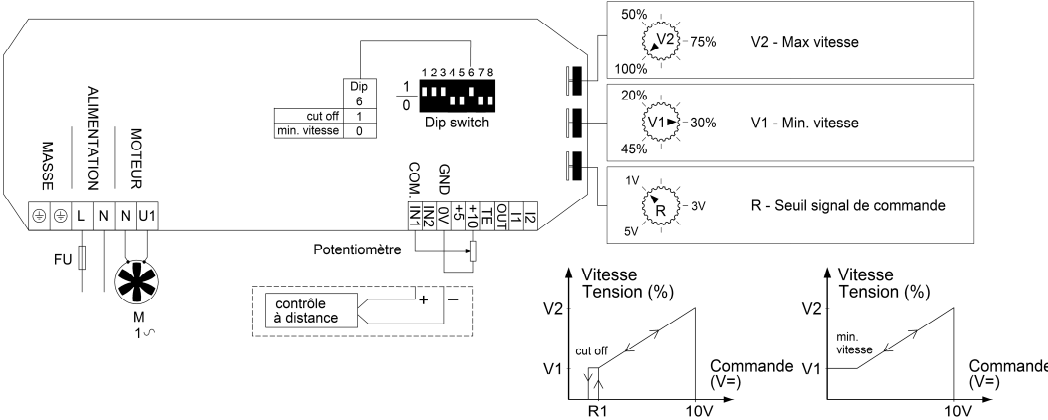 50%
V2
75%
100%
V2 - Max vitesse
20%
V1
30%
45%
V1 - Min. vitesse
1V
R
3V
5V
R - Seuil signal de commande
1 2 3 4 5 6 7 8
1
0
Dip switch
Dip
6
cut off 1
min. vitesse 0
MASSE
ALIMENTATION
MOTEUR
L N N U1
FU
M
1
COM.
GND
IN1 IN2 0V +5 +10 TE OUT I1 I2
Potentiomètre
contrôle
à distance
+
−
Vitesse
Tension (%)
V2
V1
cut off
R1
10V
Commande
(V=)
Vitesse
Tension (%)
V2
V1
min.
vitesse
10V
Commande
(V=)